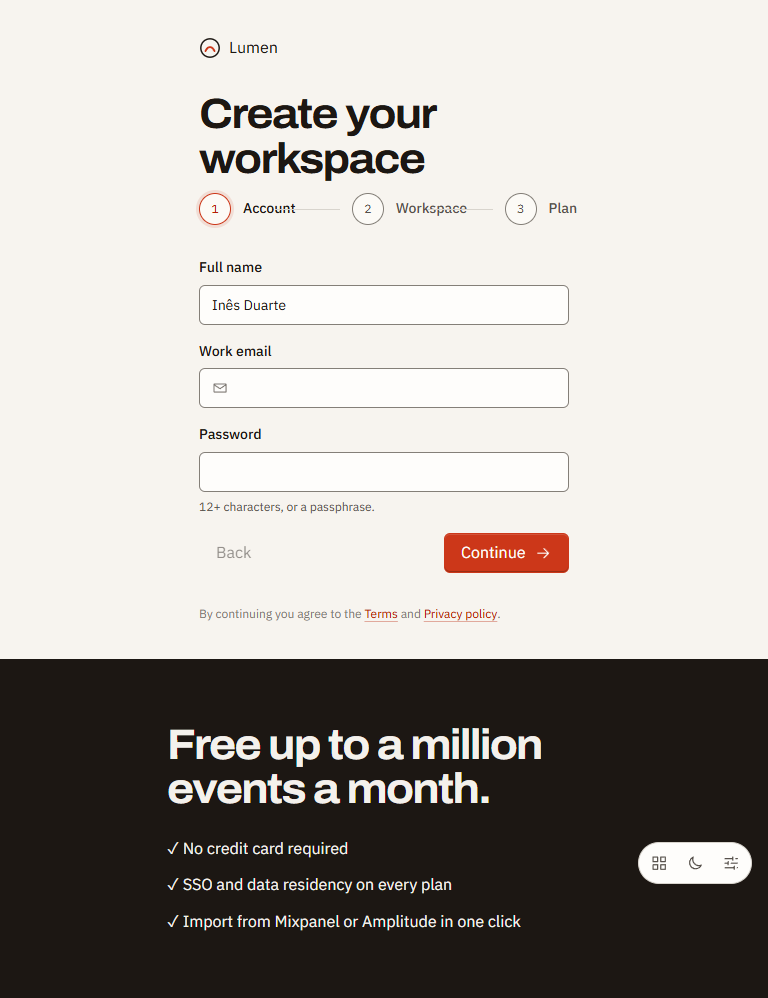 Lumen
Create your
workspace
1 Account 2 Workspace 3 Plan
Full name
Inês Duarte
Work email
Password
12+ characters, or a passphrase.
Back Continue →
By continuing you agree to the Terms and Privacy policy.
Free up to a million
events a month.
✓ No credit card required
✓ SSO and data residency on every plan
✓ Import from Mixpanel or Amplitude in one click